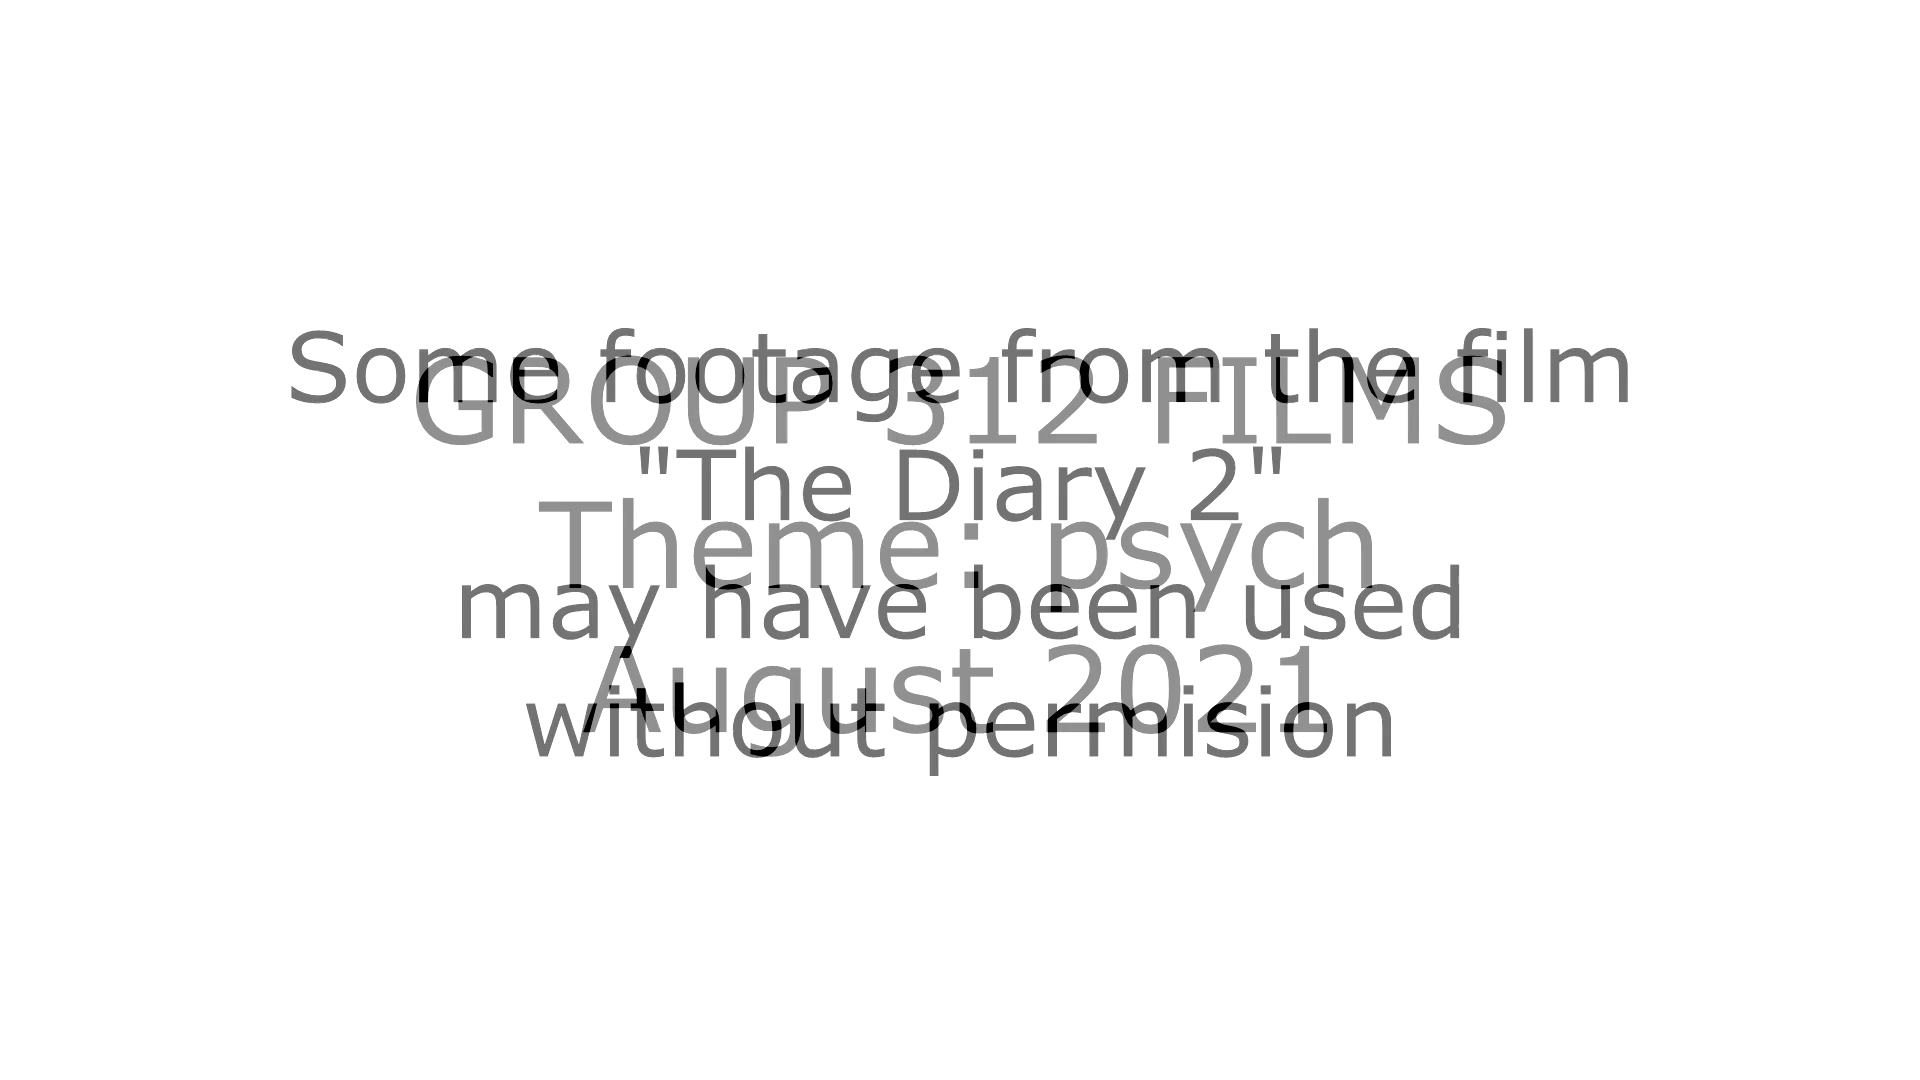 Some footage from the film
GROUP 312 FILMS
"The Diary 2"
Theme: psych
may have been used
August 2021
without permision